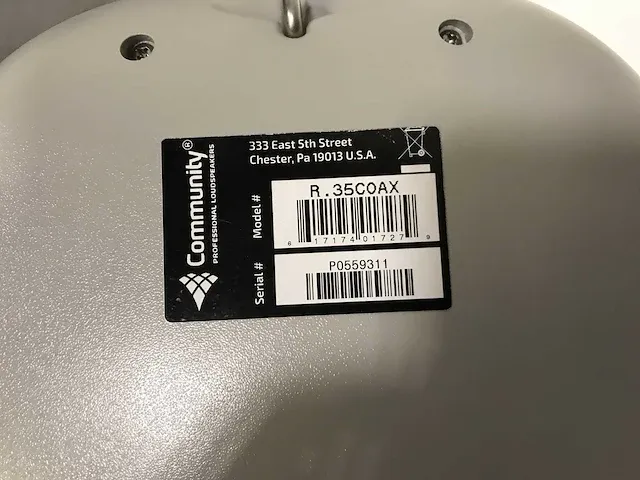 Community®
PROFESSIONAL LOUDSPEAKERS
333 East 5th Street
Chester, Pa 19013 U.S.A.
Model #
R.35COAX
6 17174 01727 9
Serial #
P0559311